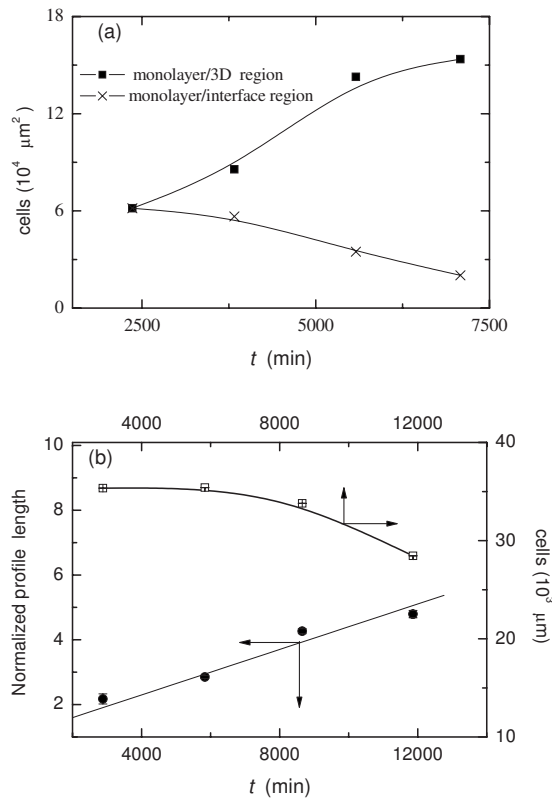 18
(a)
monolayer/3D region
15
monolayer/interface region
12
cells (10⁴ μm²)
9
6
3
0
2500 5000 7500
t (min)
4000 8000 12000
10 (b) 40
8
30
6
Normalized profile length
cells (10³ μm)
4
20
2
10
4000 8000 12000
t (min)